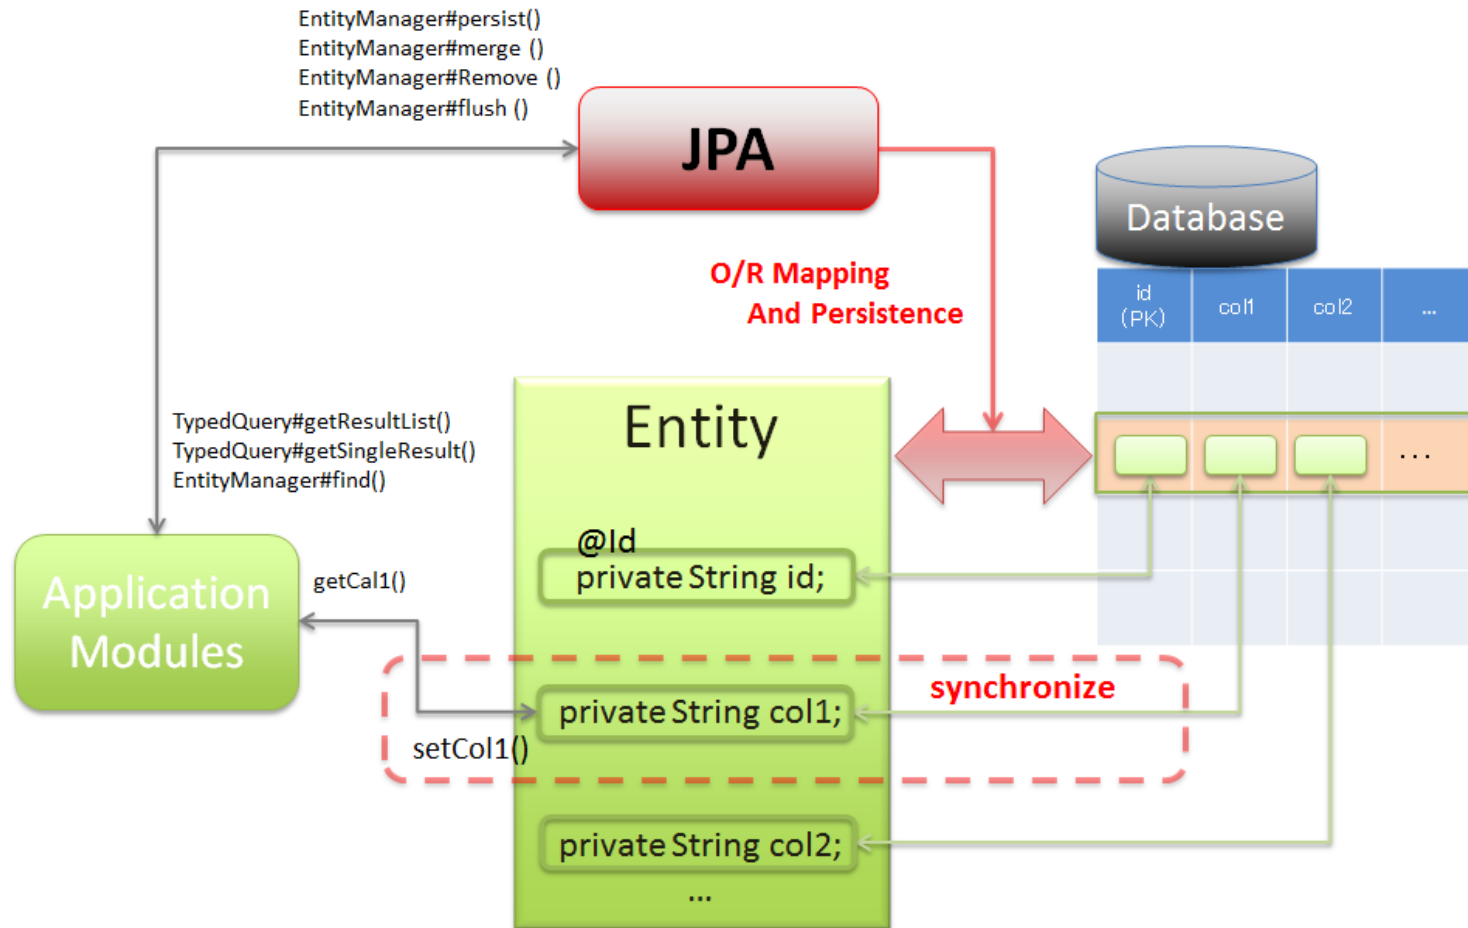 EntityManager#persist()
EntityManager#merge ()
EntityManager#Remove ()
EntityManager#flush ()
JPA
Database
O/R Mapping
And Persistence
id
(PK)
col1
col2
...
Entity
TypedQuery#getResultList()
TypedQuery#getSingleResult()
EntityManager#find()
...
@Id
private String id;
Application
Modules
getCal1()
synchronize
private String col1;
setCol1()
private String col2;
...